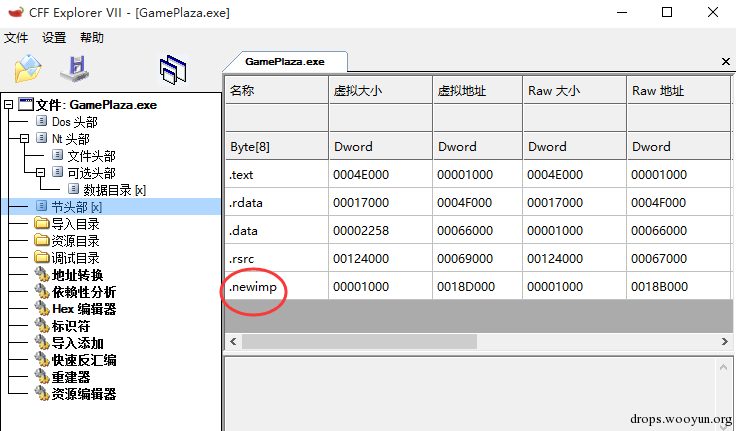 CFF Explorer VII - [GamePlaza.exe]
文件 设置 帮助
文件: GamePlaza.exe
Dos 头部
Nt 头部
文件头部
可选头部
数据目录 [x]
节头部 [x]
导入目录
资源目录
调试目录
地址转换
依赖性分析
Hex 编辑器
标识符
导入添加
快速反汇编
重建器
资源编辑器
GamePlaza.exe
名称 虚拟大小 虚拟地址 Raw 大小 Raw 地址
Byte[8] Dword Dword Dword Dword
.text 0004E000 00001000 0004E000 00001000
.rdata 00017000 0004F000 00017000 0004F000
.data 00002258 00066000 00001000 00066000
.rsrc 00124000 00069000 00124000 00067000
.newimp 00001000 0018D000 00001000 0018B000
drops.wooyun.org